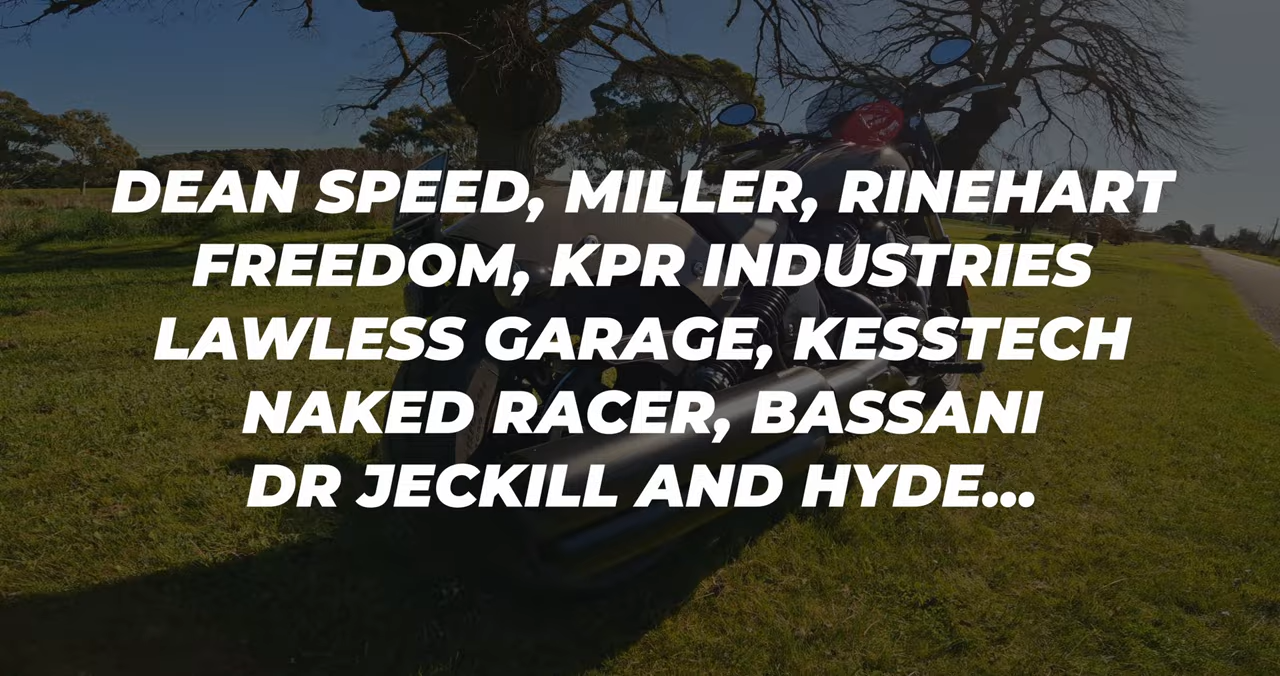 DEAN SPEED, MILLER, RINEHART
FREEDOM, KPR INDUSTRIES
LAWLESS GARAGE, KESSTECH
NAKED RACER, BASSANI
DR JECKILL AND HYDE...